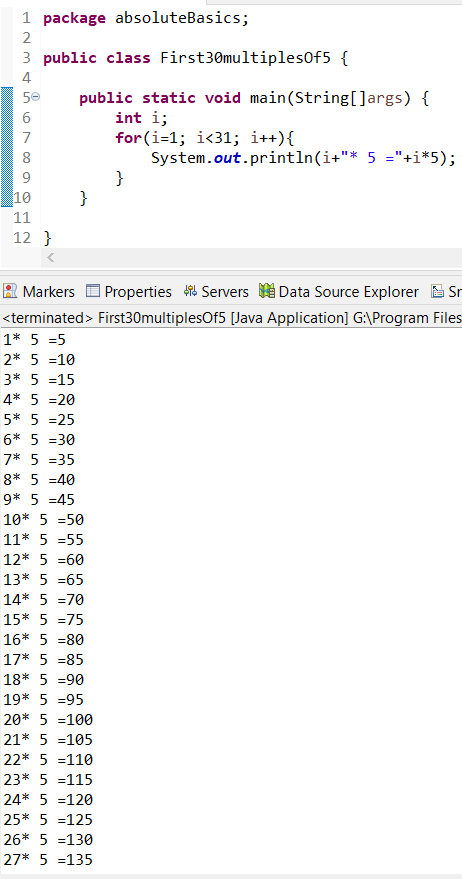 1 package absoluteBasics;
2
3 public class First30multiplesOf5 {
4
5 public static void main(String[]args) {
6 int i;
7 for(i=1; i<31; i++){
8 System.out.println(i+"* 5 ="+i*5);
9 }
10 }
11
12 }
Markers Properties Servers Data Source Explorer Sn
<terminated> First30multiplesOf5 [Java Application] G:\Program Files
1* 5 =5
2* 5 =10
3* 5 =15
4* 5 =20
5* 5 =25
6* 5 =30
7* 5 =35
8* 5 =40
9* 5 =45
10* 5 =50
11* 5 =55
12* 5 =60
13* 5 =65
14* 5 =70
15* 5 =75
16* 5 =80
17* 5 =85
18* 5 =90
19* 5 =95
20* 5 =100
21* 5 =105
22* 5 =110
23* 5 =115
24* 5 =120
25* 5 =125
26* 5 =130
27* 5 =135